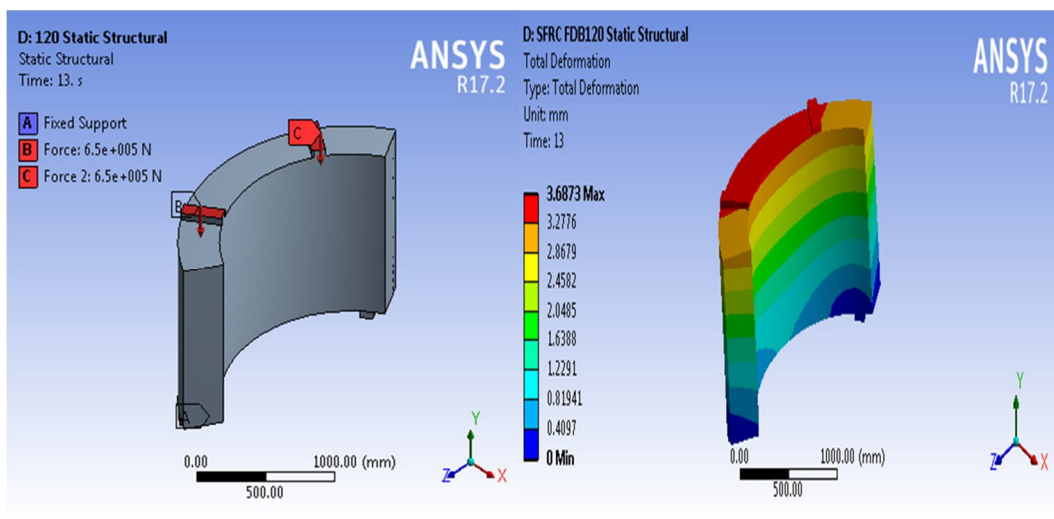 D: 120 Static Structural
Static Structural
Time: 13. s
A Fixed Support
B Force: 6.5e+005 N
C Force 2: 6.5e+005 N
ANSYS
R17.2
C
B
A
0.00 1000.00 (mm)
500.00
Y
Z X
D: SFRC FDB120 Static Structural
Total Deformation
Type: Total Deformation
Unit: mm
Time: 13
ANSYS
R17.2
3.6873 Max
3.2776
2.8679
2.4582
2.0485
1.6388
1.2291
0.81941
0.4097
0 Min
0.00 1000.00 (mm)
500.00
Y
Z X